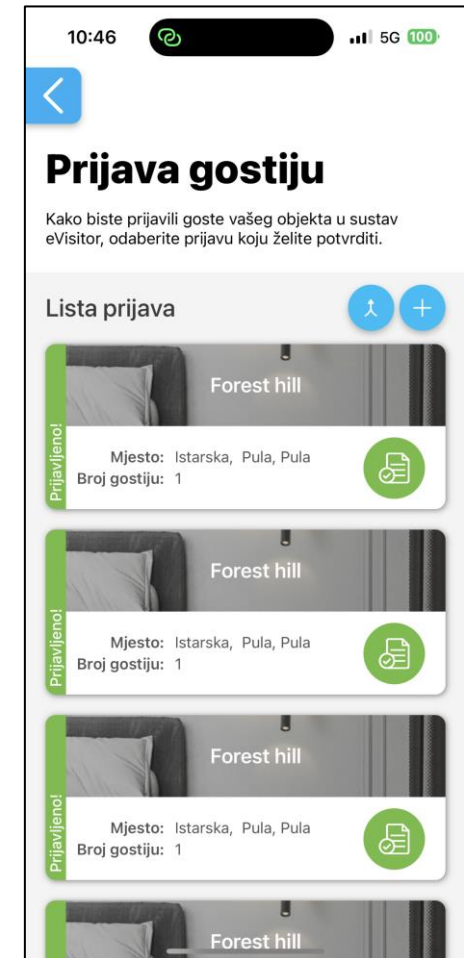 10:46 5G 100
Prijava gostiju
Kako biste prijavili goste vašeg objekta u sustav
eVisitor, odaberite prijavu koju želite potvrditi.
Lista prijava
Forest hill
Prijavljeno!
Mjesto: Istarska, Pula, Pula
Broj gostiju: 1
Forest hill
Prijavljeno!
Mjesto: Istarska, Pula, Pula
Broj gostiju: 1
Forest hill
Prijavljeno!
Mjesto: Istarska, Pula, Pula
Broj gostiju: 1
Forest hill